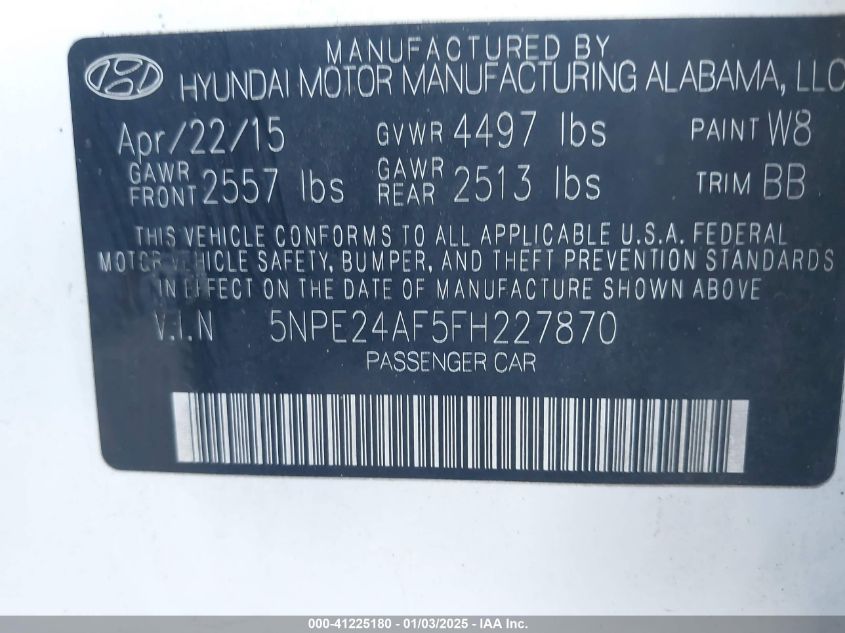 MANUFACTURED BY
HYUNDAI MOTOR MANUFACTURING ALABAMA, LLC
Apr/22/15 GVWR 4497 lbs PAINT W8
GAWR FRONT 2557 lbs GAWR REAR 2513 lbs TRIM BB
THIS VEHICLE CONFORMS TO ALL APPLICABLE U.S.A. FEDERAL
MOTOR VEHICLE SAFETY, BUMPER, AND THEFT PREVENTION STANDARDS
IN EFFECT ON THE DATE OF MANUFACTURE SHOWN ABOVE
V.I.N 5NPE24AF5FH227870
PASSENGER CAR
000-41225180 - 01/03/2025 - IAA Inc.